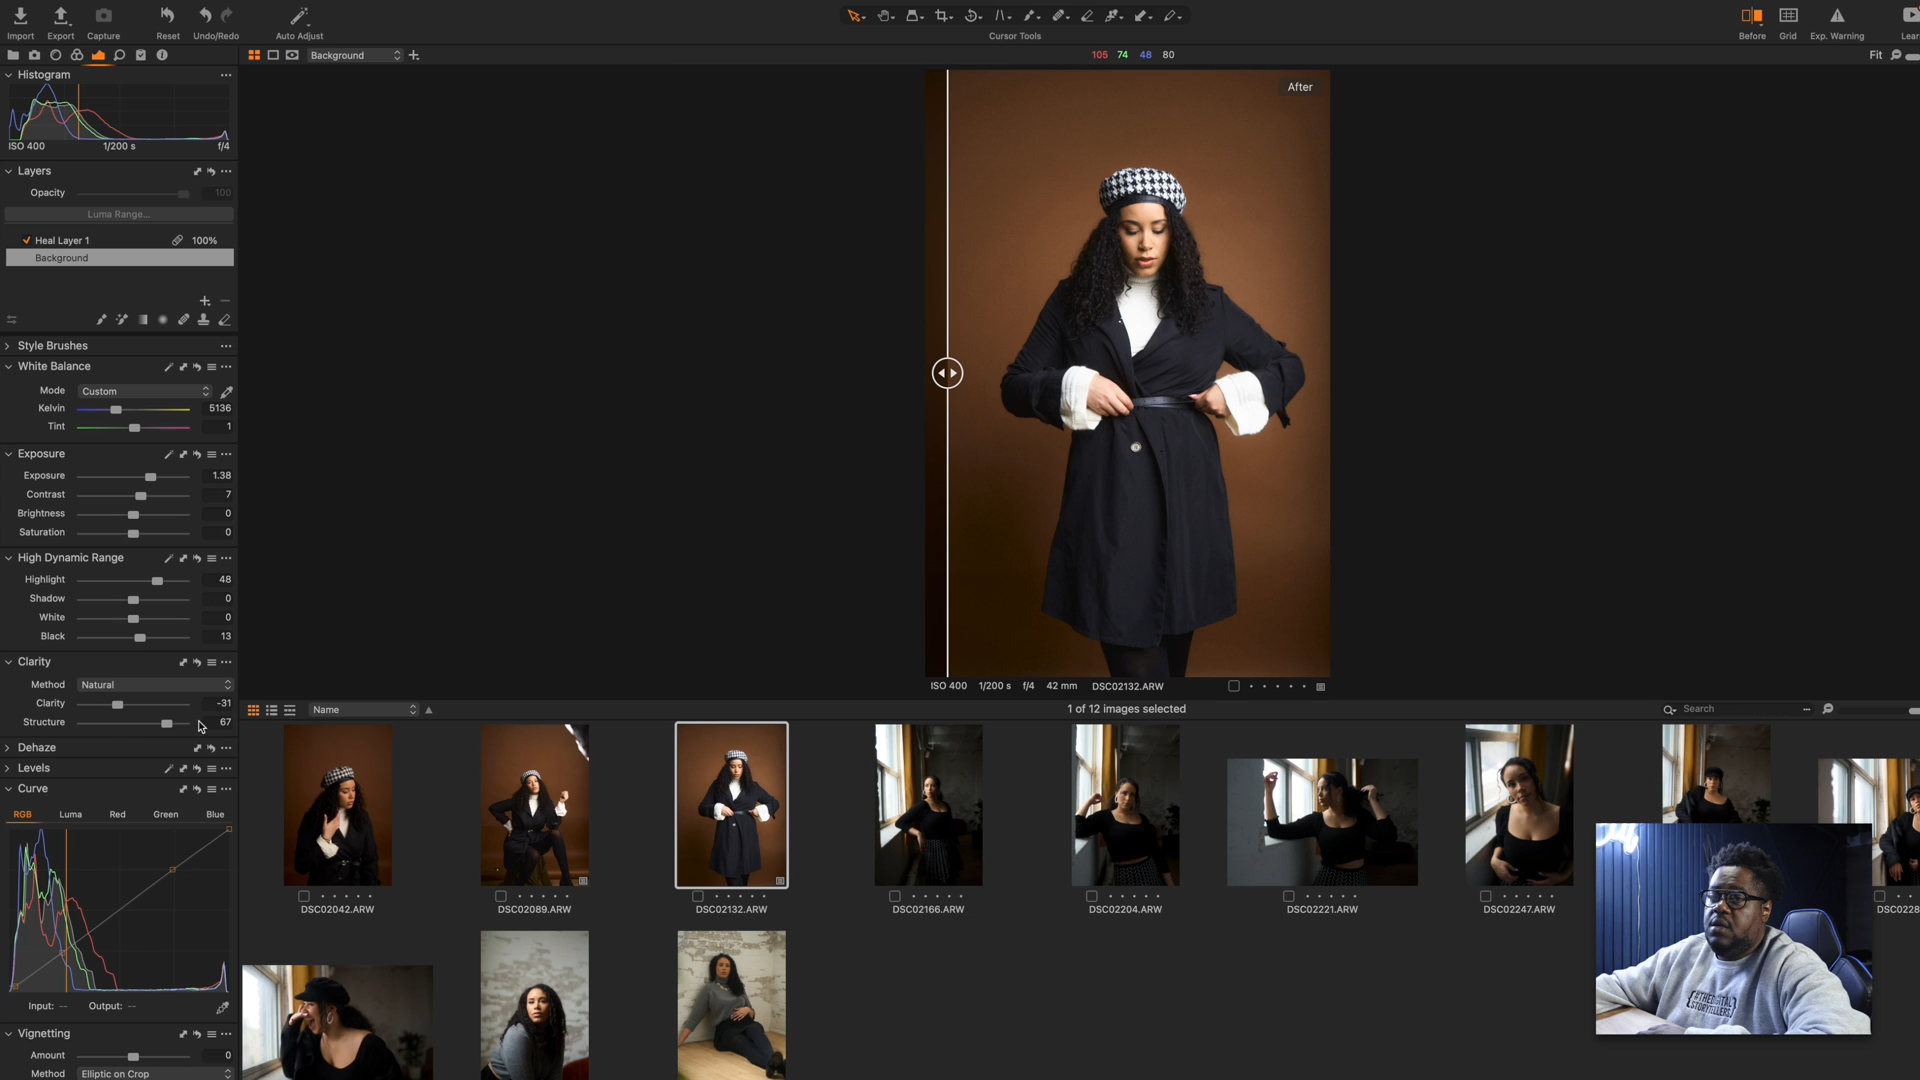 Import Export Capture Reset Undo/Redo Auto Adjust Cursor Tools Before Grid Exp. Warning
Background 105 74 48 80 Fit
Histogram
After
ISO 400 1/200 s f/4
Layers
Opacity 100
Luma Range...
Heal Layer 1 100%
Background
Style Brushes
White Balance
Mode Custom
Kelvin 5136
Tint 1
Exposure
Exposure 1.38
Contrast 7
Brightness 0
Saturation 0
High Dynamic Range
Highlight 48
Shadow 0
White 0
Black 13
Clarity
Method Natural
Clarity -31
Structure 67
ISO 400 1/200 s f/4 42 mm DSC02132.ARW
Name 1 of 12 images selected Search
Dehaze
Levels
Curve
RGB Luma Red Green Blue
DSC02042.ARW DSC02089.ARW DSC02132.ARW DSC02166.ARW DSC02204.ARW DSC02221.ARW DSC02247.ARW
Input: -- Output: --
Vignetting
Amount 0
Method Elliptic on Crop
{#THEDIGITAL
STORYTELLERS}